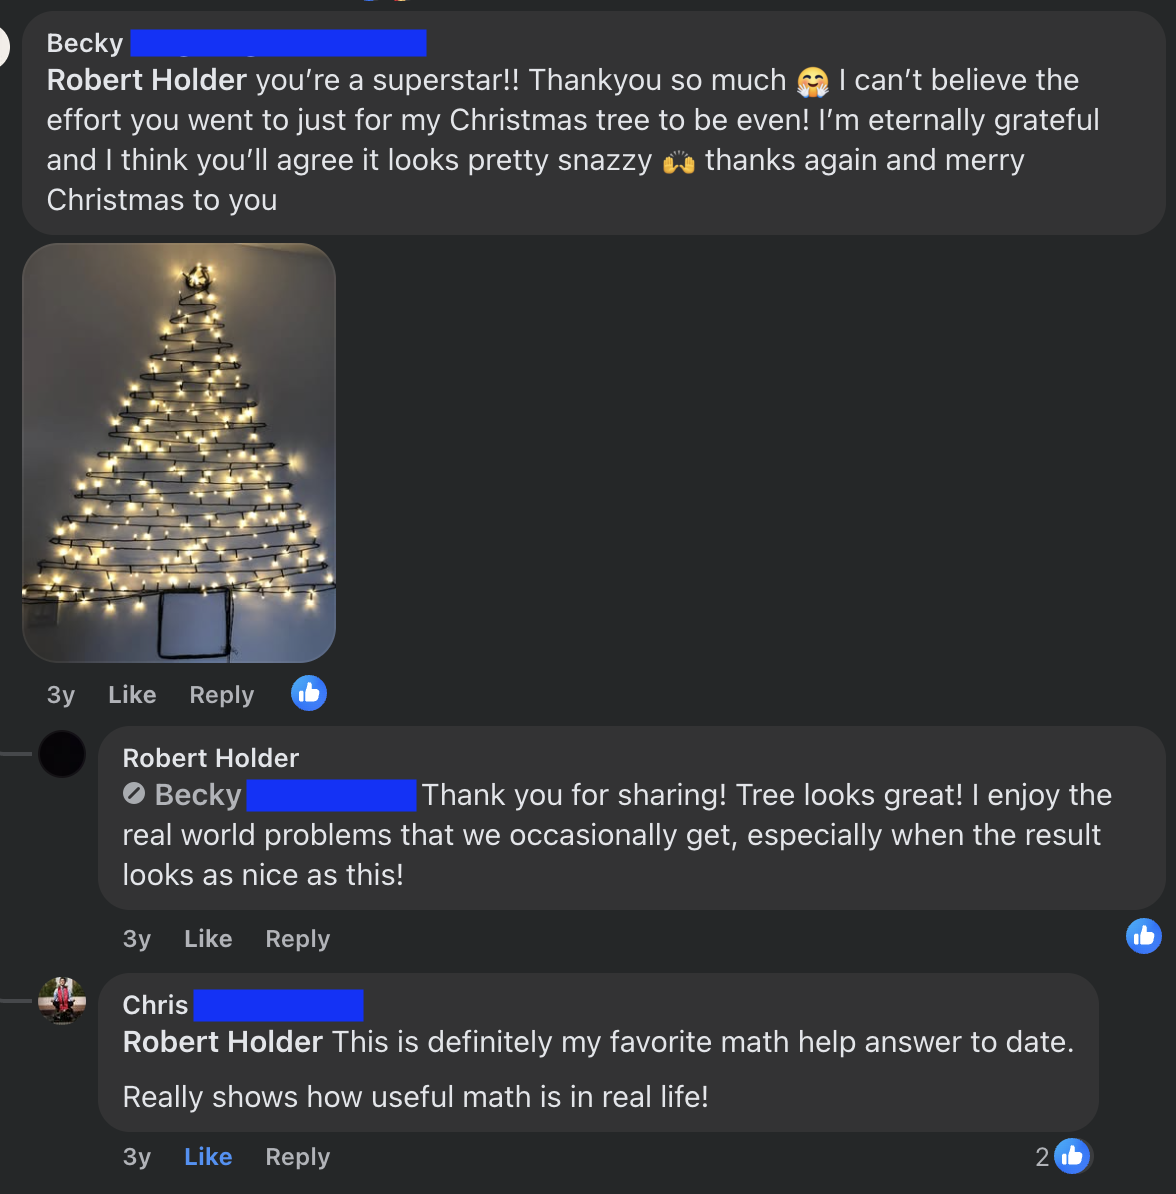 Becky
Robert Holder you’re a superstar!! Thankyou so much 🤗 I can’t believe the
effort you went to just for my Christmas tree to be even! I’m eternally grateful
and I think you’ll agree it looks pretty snazzy 🙌 thanks again and merry
Christmas to you
3y Like Reply
Robert Holder
Becky Thank you for sharing! Tree looks great! I enjoy the
real world problems that we occasionally get, especially when the result
looks as nice as this!
3y Like Reply
Chris
Robert Holder This is definitely my favorite math help answer to date.
Really shows how useful math is in real life!
3y Like Reply 2